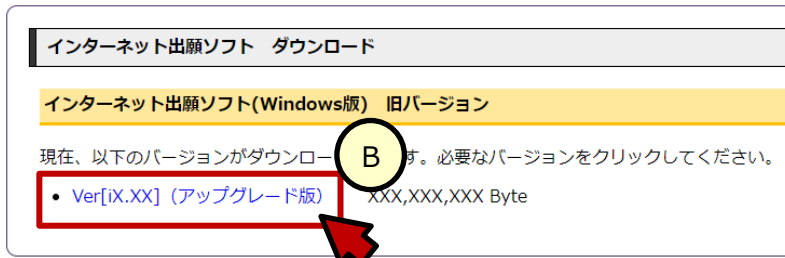 インターネット出願ソフト　ダウンロード
インターネット出願ソフト(Windows版)　旧バージョン
現在、以下のバージョンがダウンロー す。必要なバージョンをクリックしてください。
B
• Ver[iX.XX]（アップグレード版） XXX,XXX,XXX Byte